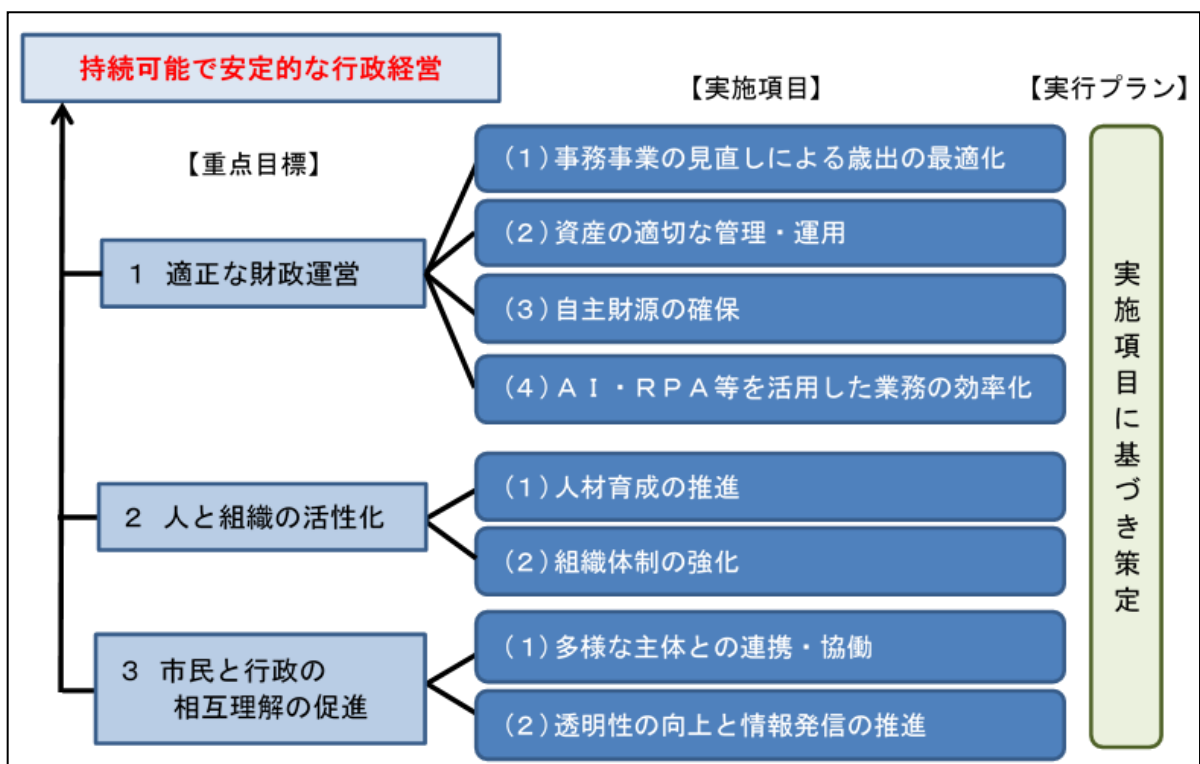 持続可能で安定的な行政経営
【実施項目】
【実行プラン】
【重点目標】
1 適正な財政運営
(1)事務事業の見直しによる歳出の最適化
(2)資産の適切な管理・運用
(3)自主財源の確保
(4)AI・RPA等を活用した業務の効率化
2 人と組織の活性化
(1)人材育成の推進
(2)組織体制の強化
3 市民と行政の
相互理解の促進
(1)多様な主体との連携・協働
(2)透明性の向上と情報発信の推進
実施項目に基づき策定